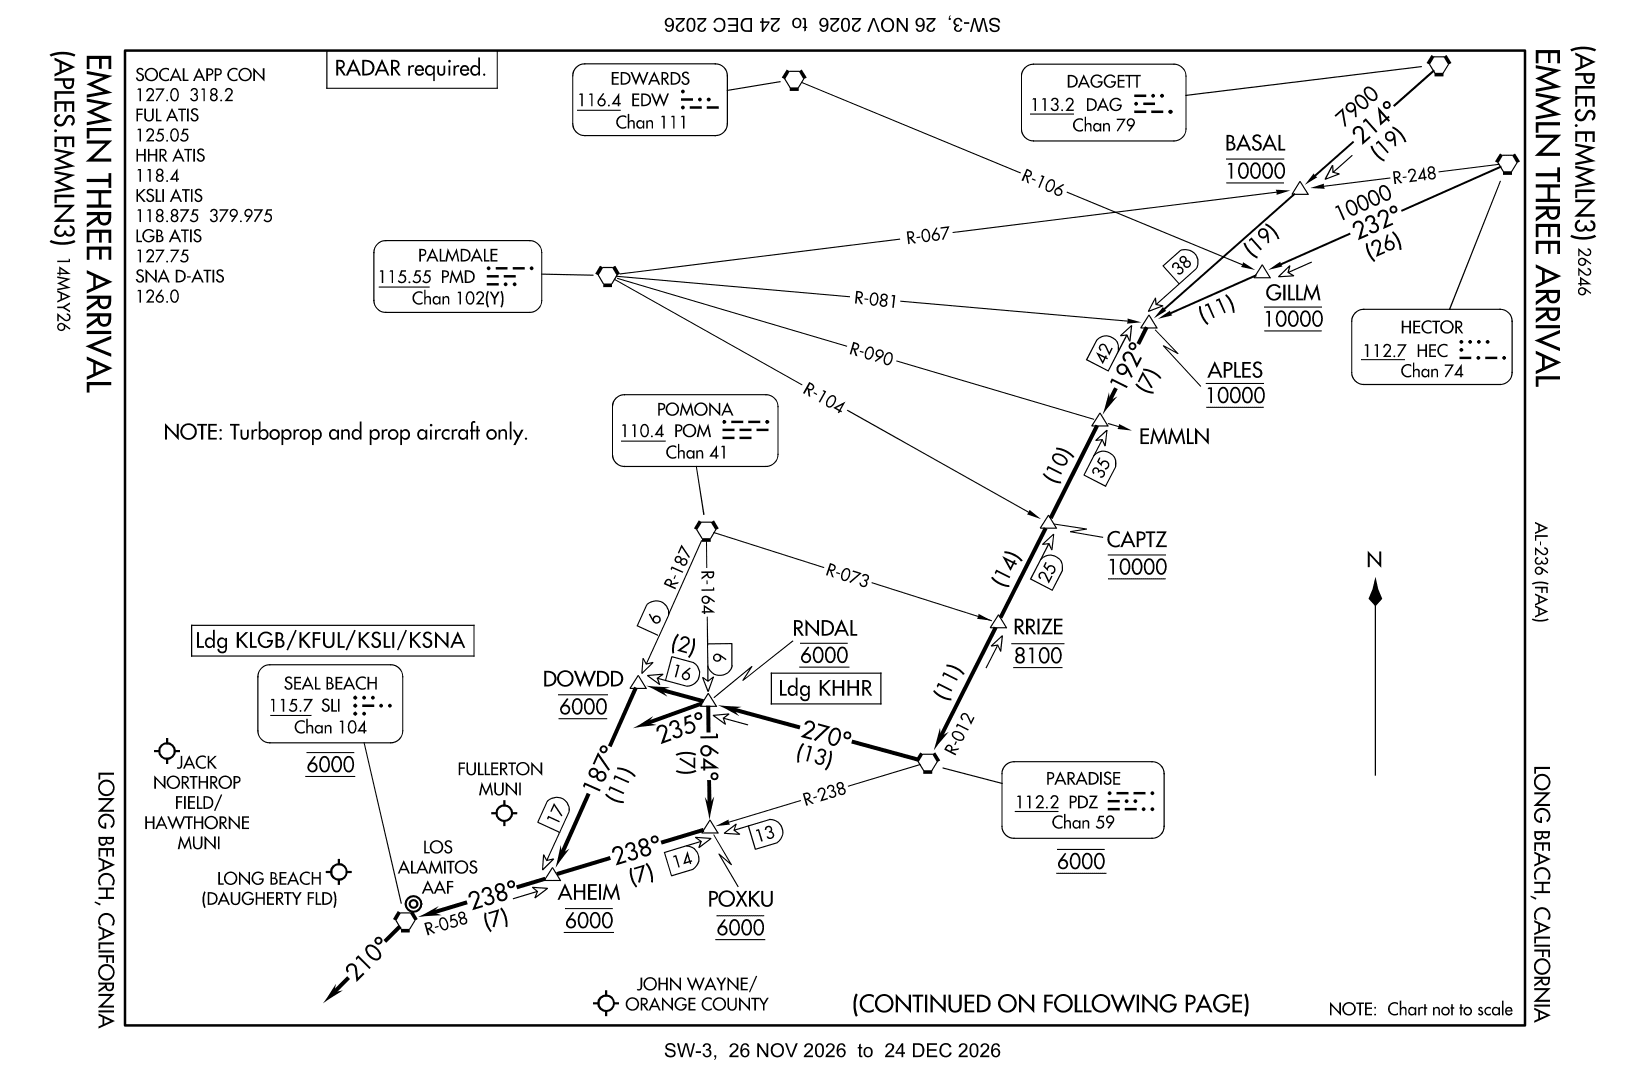 SW-3, 26 NOV 2026 to 24 DEC 2026
EMMLN THREE ARRIVAL
(APLES.EMMLN3) 14MAY26
LONG BEACH, CALIFORNIA
SOCAL APP CON
127.0 318.2
FUL ATIS
125.05
HHR ATIS
118.4
KSLI ATIS
118.875 379.975
LGB ATIS
127.75
SNA D-ATIS
126.0
RADAR required.
EDWARDS
116.4 EDW
Chan 111
DAGGETT
113.2 DAG
Chan 79
7900
214°
(19)
BASAL
10000
R-248
R-106
10000
232°
(26)
R-067
(19)
PALMDALE
115.55 PMD
Chan 102(Y)
38
GILLM
10000
(11)
R-081
HECTOR
112.7 HEC
Chan 74
42
192°
(7)
R-090
APLES
10000
R-104
POMONA
110.4 POM
Chan 41
NOTE: Turboprop and prop aircraft only.
EMMLN
(10)
35
CAPTZ
10000
(14)
25
N
R-073
R-187
R-164
6
9
RNDAL
6000
RRIZE
8100
Ldg KLGB/KFUL/KSLI/KSNA
(2)
16
DOWDD
6000
Ldg KHHR
(11)
SEAL BEACH
115.7 SLI
Chan 104
6000
235°
164°
(7)
270°
(13)
R-012
JACK
NORTHROP
FIELD/
HAWTHORNE
MUNI
FULLERTON
MUNI
187°
(11)
R-238
PARADISE
112.2 PDZ
Chan 59
6000
17
13
14
238°
(7)
LOS
ALAMITOS
AAF
LONG BEACH
(DAUGHERTY FLD)
238°
(7)
R-058
AHEIM
6000
POXKU
6000
210°
JOHN WAYNE/
ORANGE COUNTY
(CONTINUED ON FOLLOWING PAGE)
NOTE: Chart not to scale
EMMLN THREE ARRIVAL
(APLES.EMMLN3) 26246
AL-236 (FAA)
LONG BEACH, CALIFORNIA
SW-3, 26 NOV 2026 to 24 DEC 2026